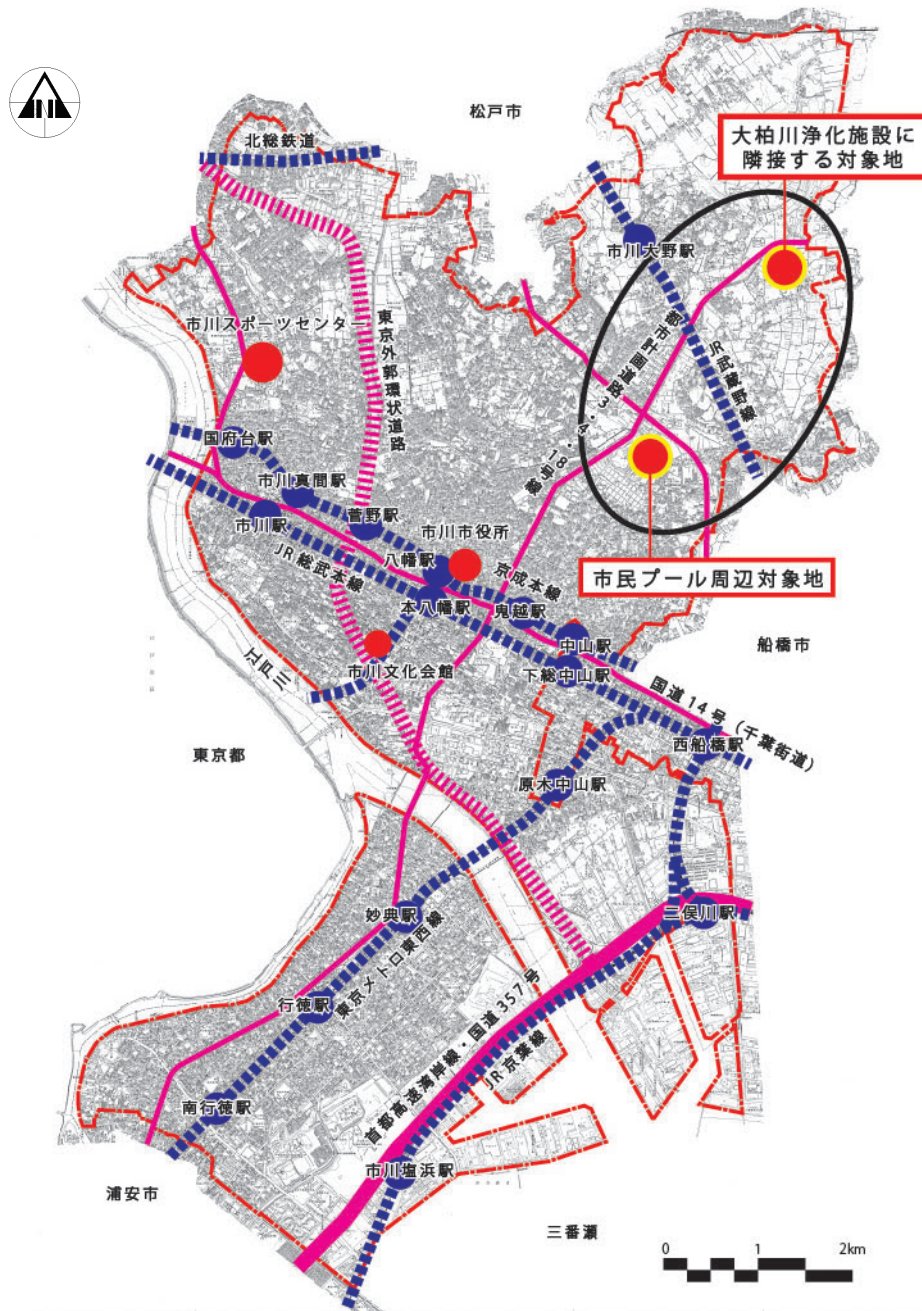 N
松戸市
北総鉄道
大柏川浄化施設に
隣接する対象地
市川大野駅
市川スポーツセンター
東京外郭環状道路
都市計画道路3・4・18号線
JR武蔵野線
国府台駅
市川真間駅
菅野駅
市川駅
市川市役所
八幡駅
JR総武本線
京成本線
市民プール周辺対象地
本八幡駅
鬼越駅
中山駅
船橋市
市川文化会館
下総中山駅
江戸川
国道14号（千葉街道）
西船橋駅
東京都
原木中山駅
妙典駅
二俣川駅
東京メトロ東西線
行徳駅
首都高速湾岸線・国道357号
JR京葉線
南行徳駅
市川塩浜駅
浦安市
三番瀬
0 1 2km